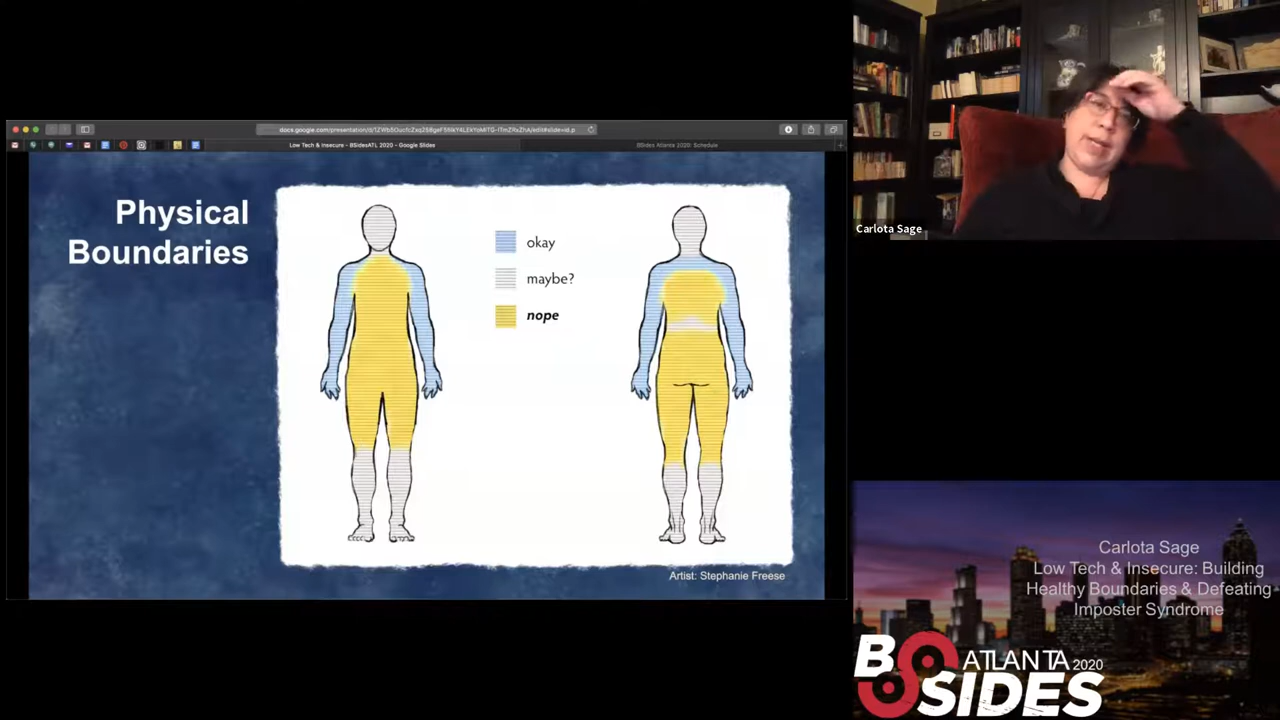 Low Tech & Insecure - BSidesATL 2020 - Google Slides
BSides Atlanta 2020: Schedule
Physical
Boundaries
okay
maybe?
nope
Artist: Stephanie Freese
Carlota Sage
Carlota Sage
Low Tech & Insecure: Building
Healthy Boundaries & Defeating
Imposter Syndrome
BSIDES
ATLANTA 2020